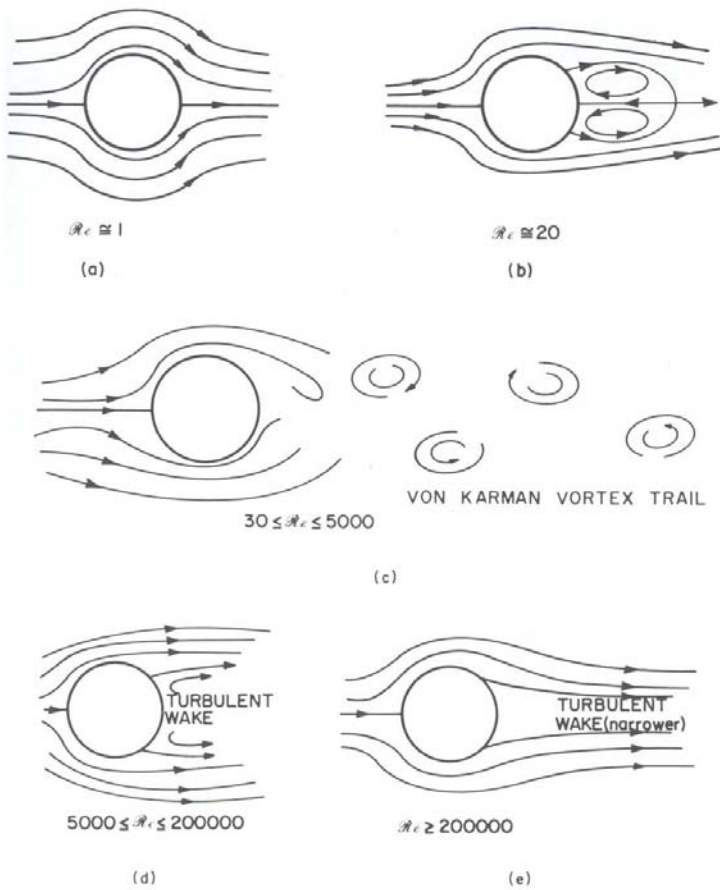 ℛe ≅ 1
(a)
ℛe ≅ 20
(b)
VON KARMAN VORTEX TRAIL
30 ≤ ℛe ≤ 5000
(c)
TURBULENT
WAKE
5000 ≤ ℛe ≤ 200000
(d)
TURBULENT
WAKE(narrower)
ℛe ≥ 200000
(e)